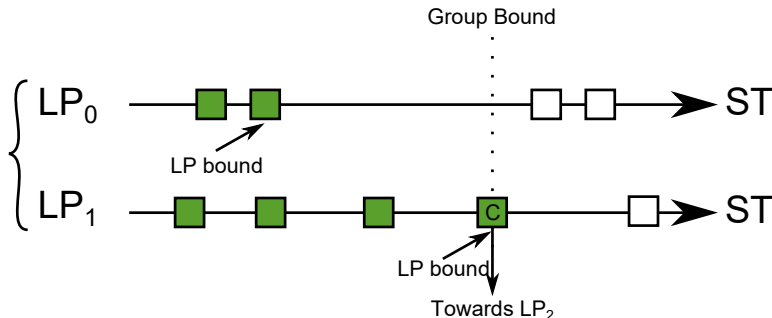 Group Bound
LP₀ ST
LP bound
LP₁ C ST
LP bound
Towards LP₂